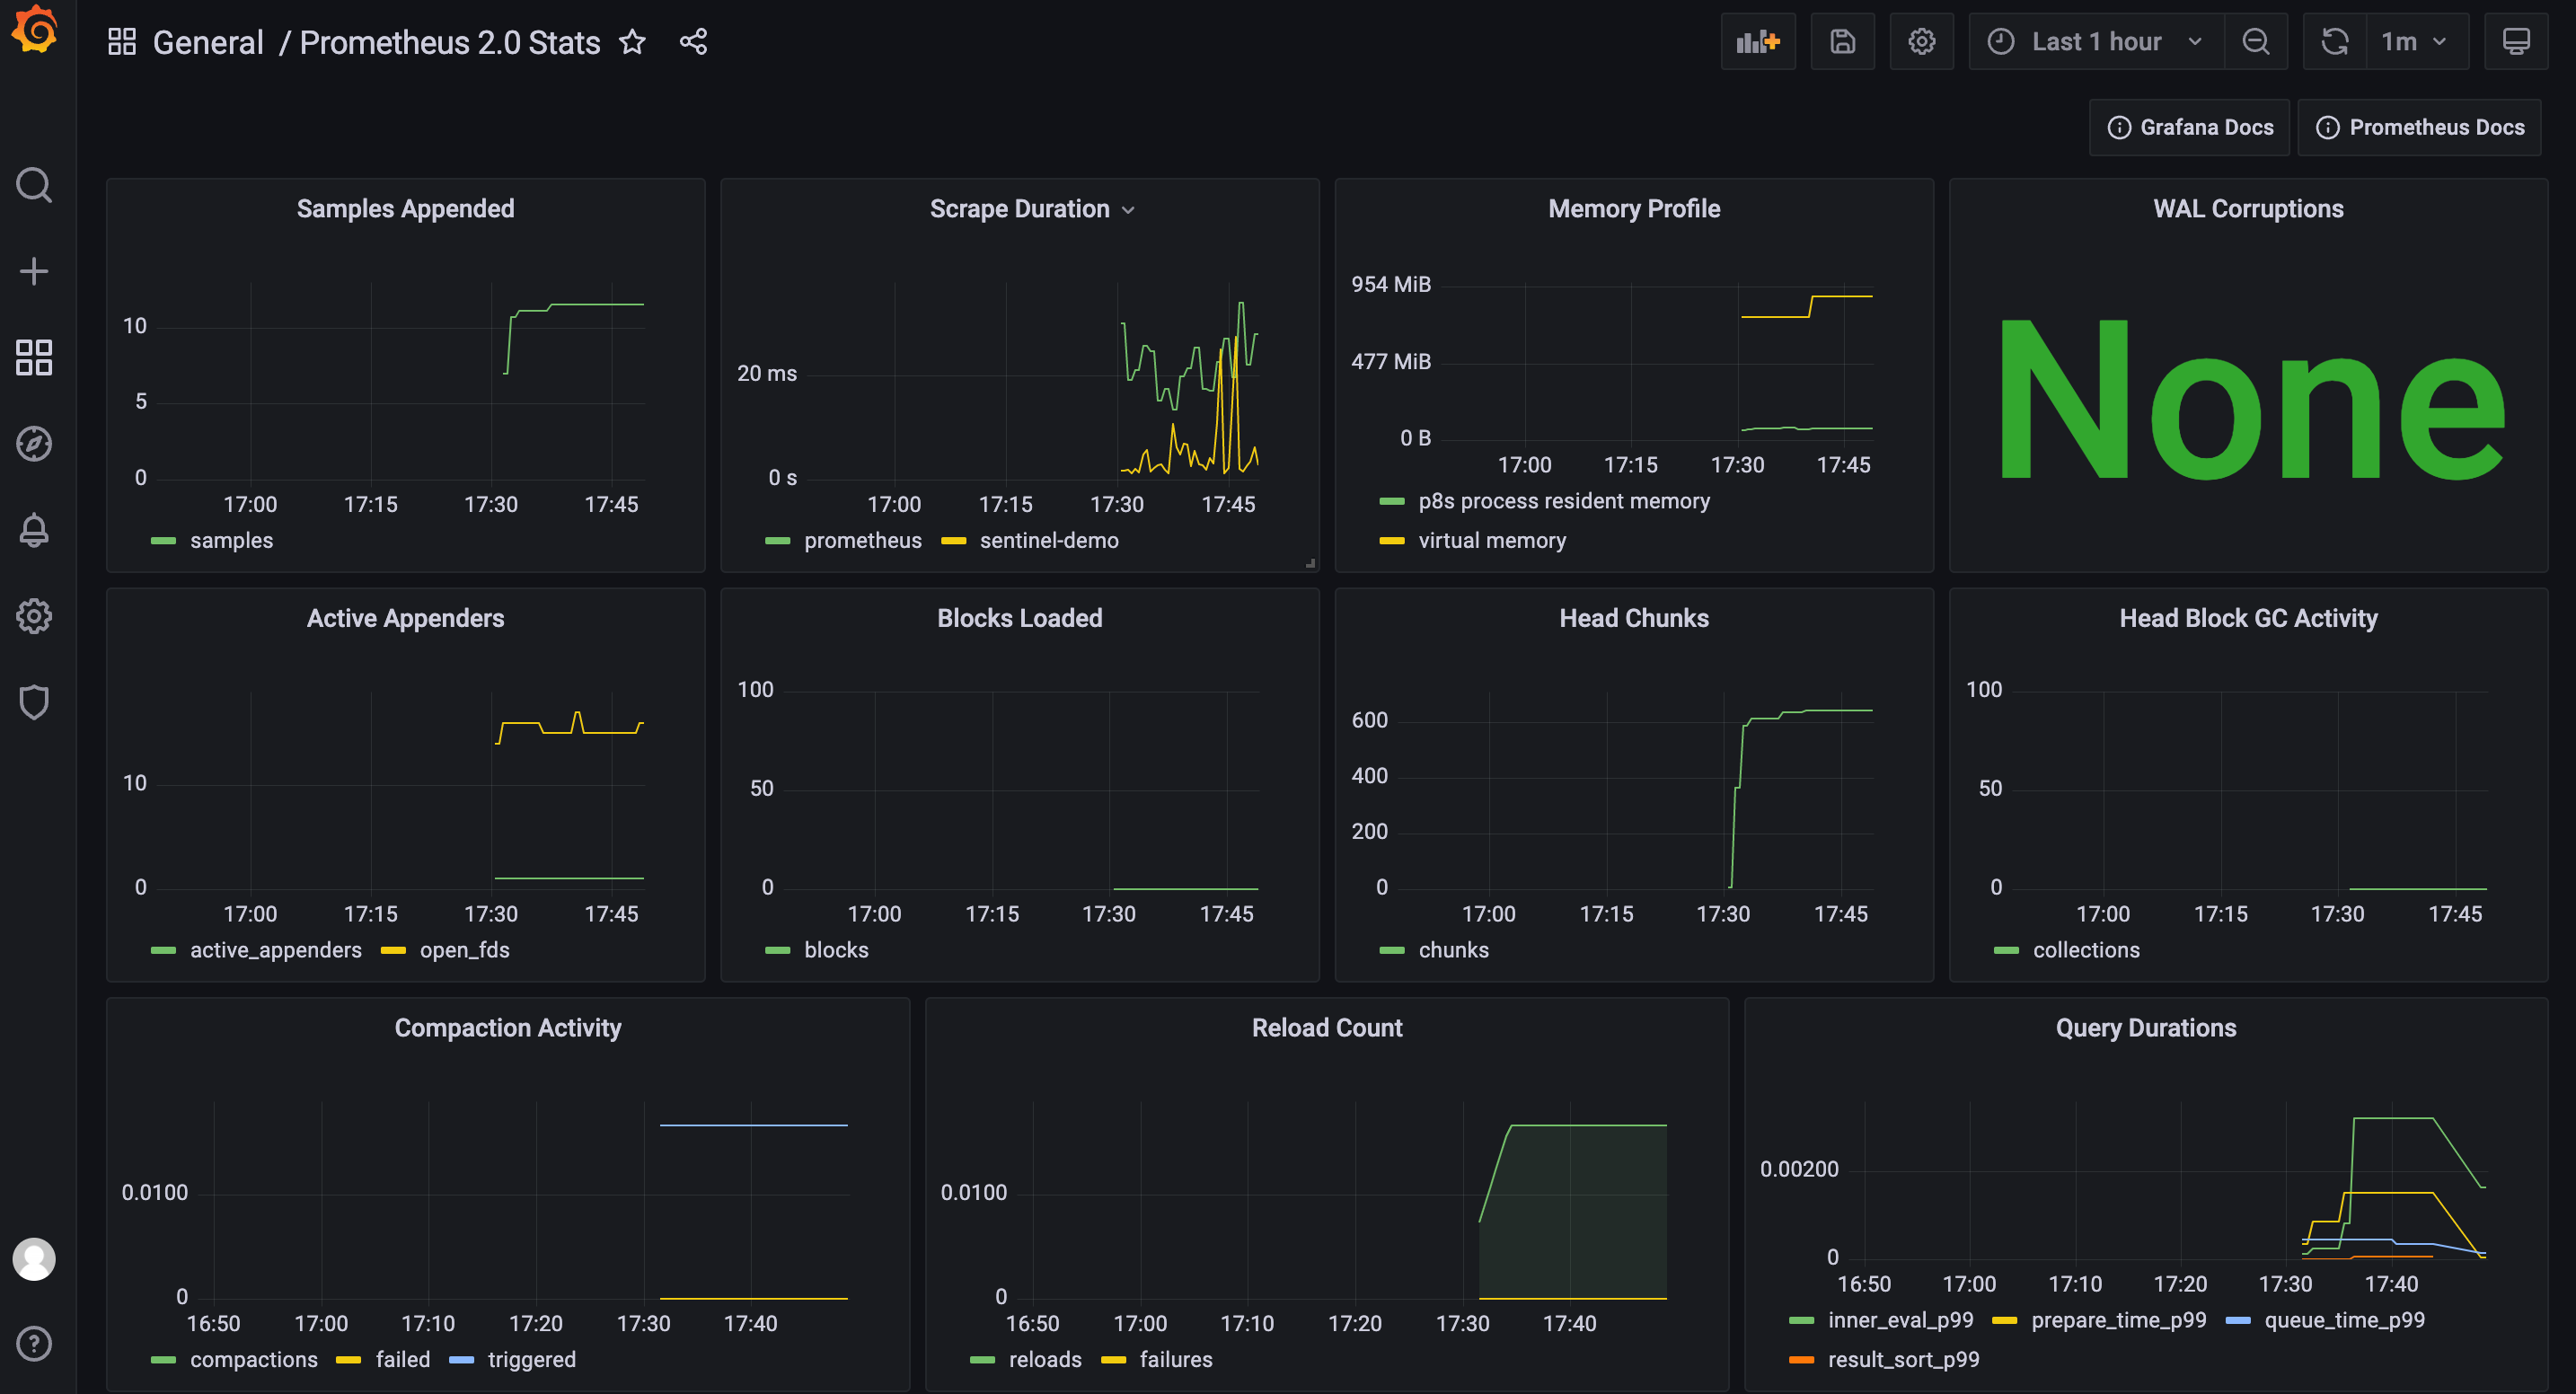 General / Prometheus 2.0 Stats
Last 1 hour
1m
Grafana Docs
Prometheus Docs
Samples Appended
10
5
0
17:00 17:15 17:30 17:45
samples
Scrape Duration
20 ms
0 s
17:00 17:15 17:30 17:45
prometheus sentinel-demo
Memory Profile
954 MiB
477 MiB
0 B
17:00 17:15 17:30 17:45
p8s process resident memory
virtual memory
WAL Corruptions
None
Active Appenders
10
0
17:00 17:15 17:30 17:45
active_appenders open_fds
Blocks Loaded
100
50
0
17:00 17:15 17:30 17:45
blocks
Head Chunks
600
400
200
0
17:00 17:15 17:30 17:45
chunks
Head Block GC Activity
100
50
0
17:00 17:15 17:30 17:45
collections
Compaction Activity
0.0100
0
16:50 17:00 17:10 17:20 17:30 17:40
compactions failed triggered
Reload Count
0.0100
0
16:50 17:00 17:10 17:20 17:30 17:40
reloads failures
Query Durations
0.00200
0
16:50 17:00 17:10 17:20 17:30 17:40
inner_eval_p99 prepare_time_p99 queue_time_p99
result_sort_p99